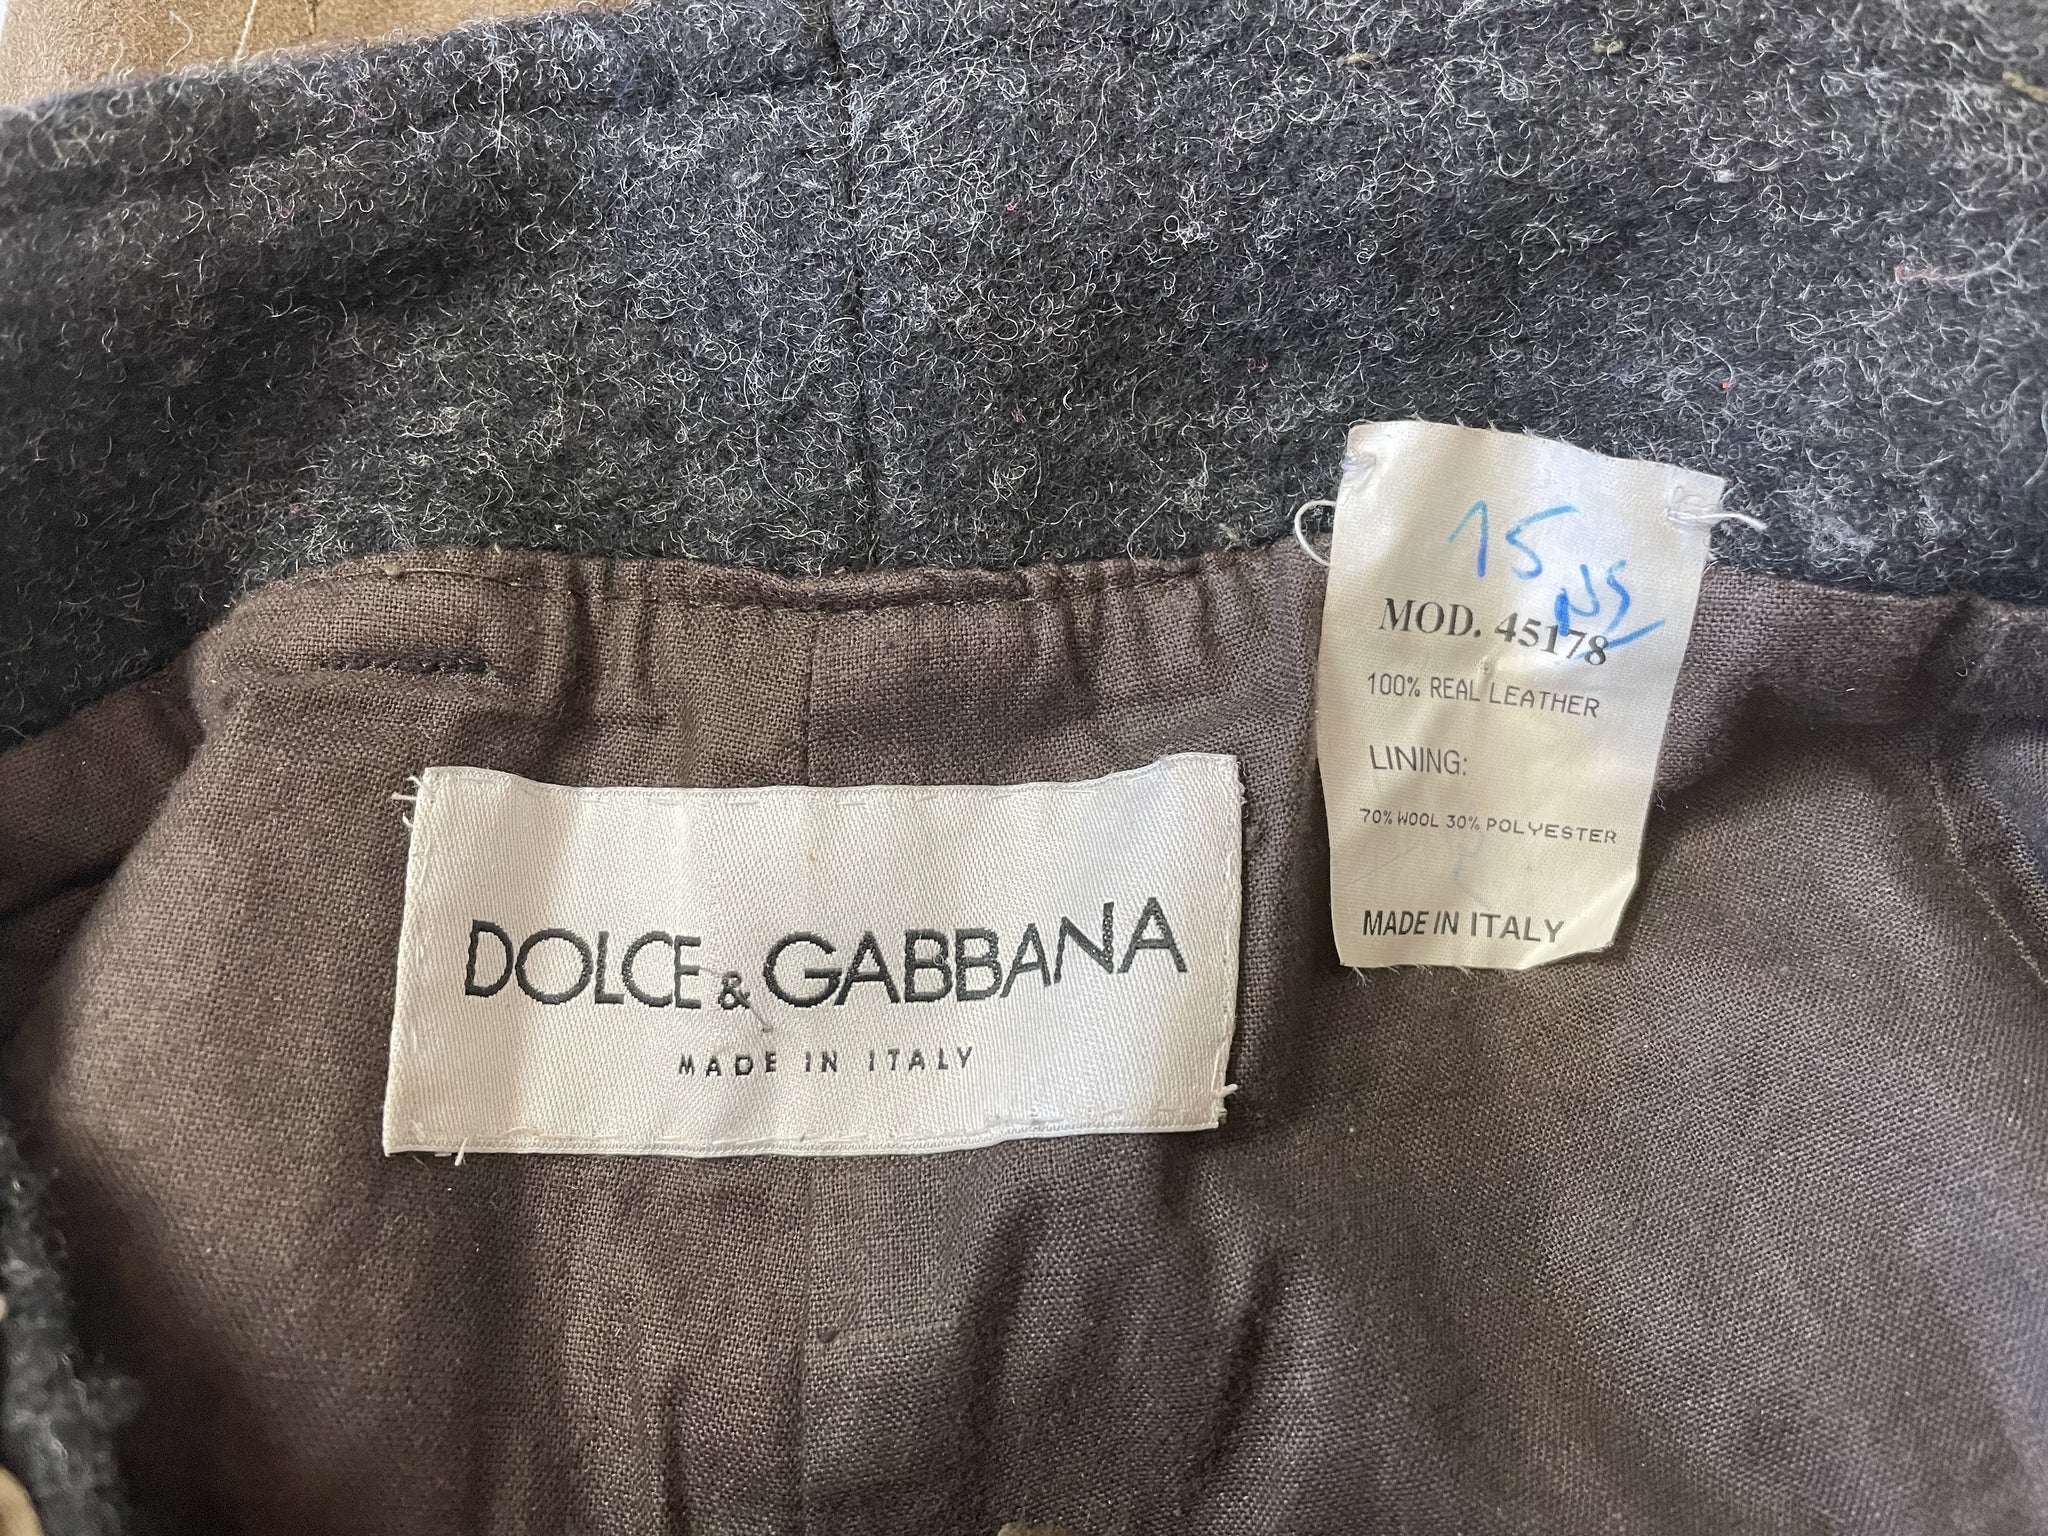 DOLCE & GABBANA
MADE IN ITALY
15
NS
MOD. 45178
100% REAL LEATHER
LINING:
70% WOOL 30% POLYESTER
MADE IN ITALY